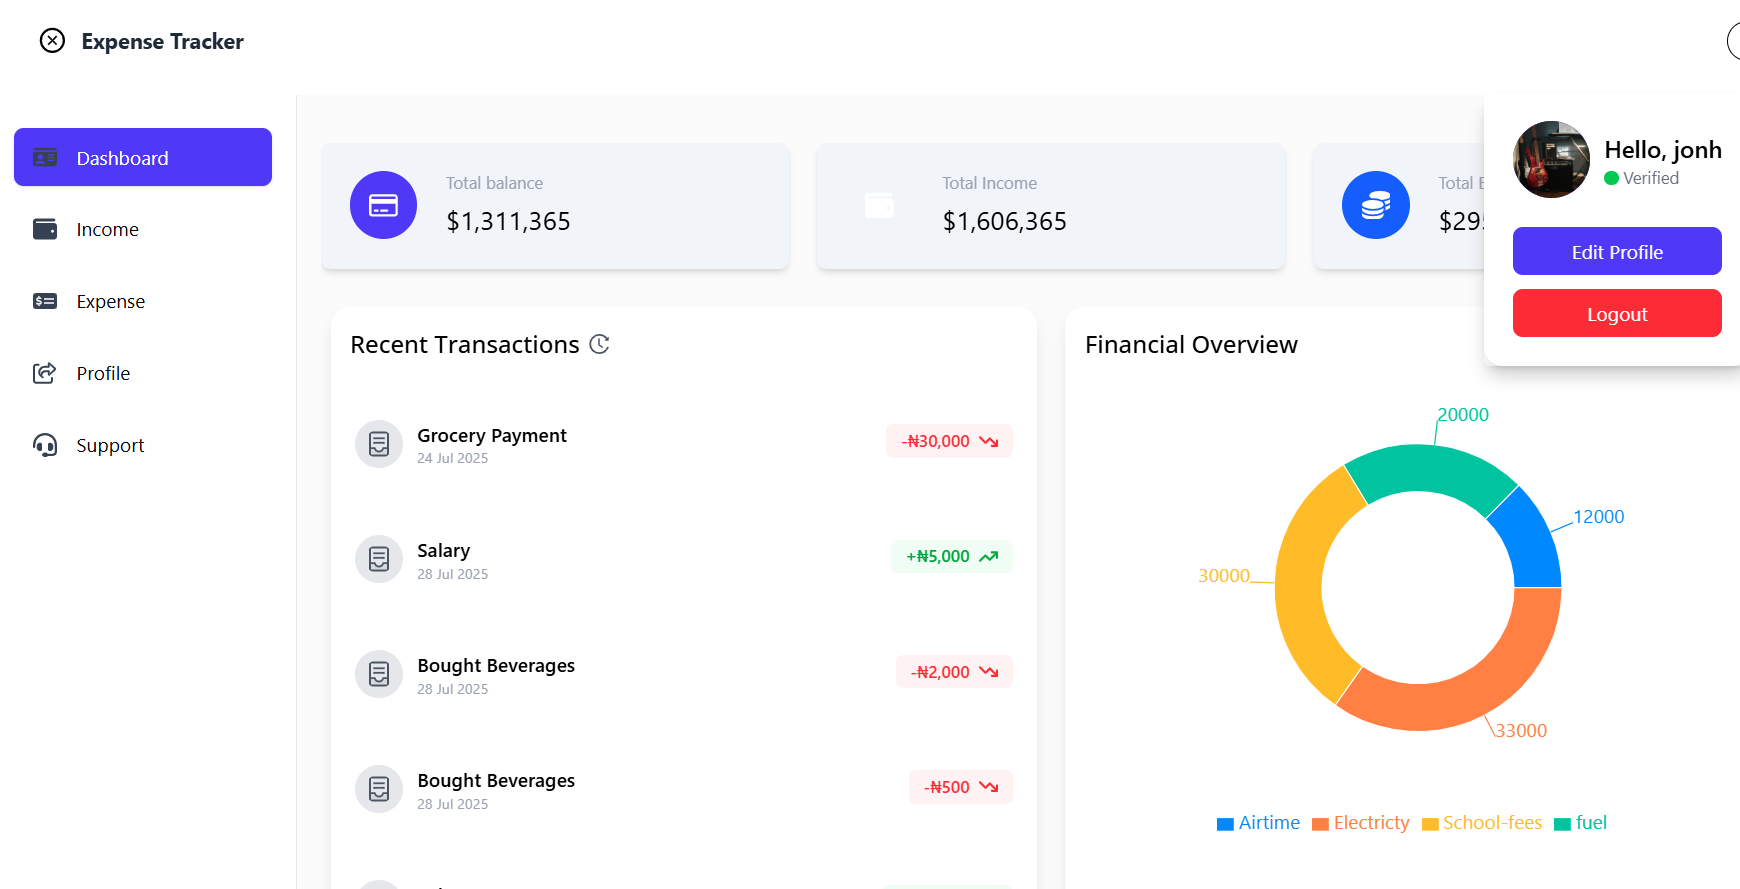 Expense Tracker
Dashboard
Income
Expense
Profile
Support
Total balance
$1,311,365
Total Income
$1,606,365
Total
$29
Hello, jonh
Verified
Edit Profile
Logout
Recent Transactions
Grocery Payment
24 Jul 2025
-₦30,000
Salary
28 Jul 2025
+₦5,000
Bought Beverages
28 Jul 2025
-₦2,000
Bought Beverages
28 Jul 2025
-₦500
Financial Overview
20000
12000
30000
33000
Airtime Electricty School-fees fuel